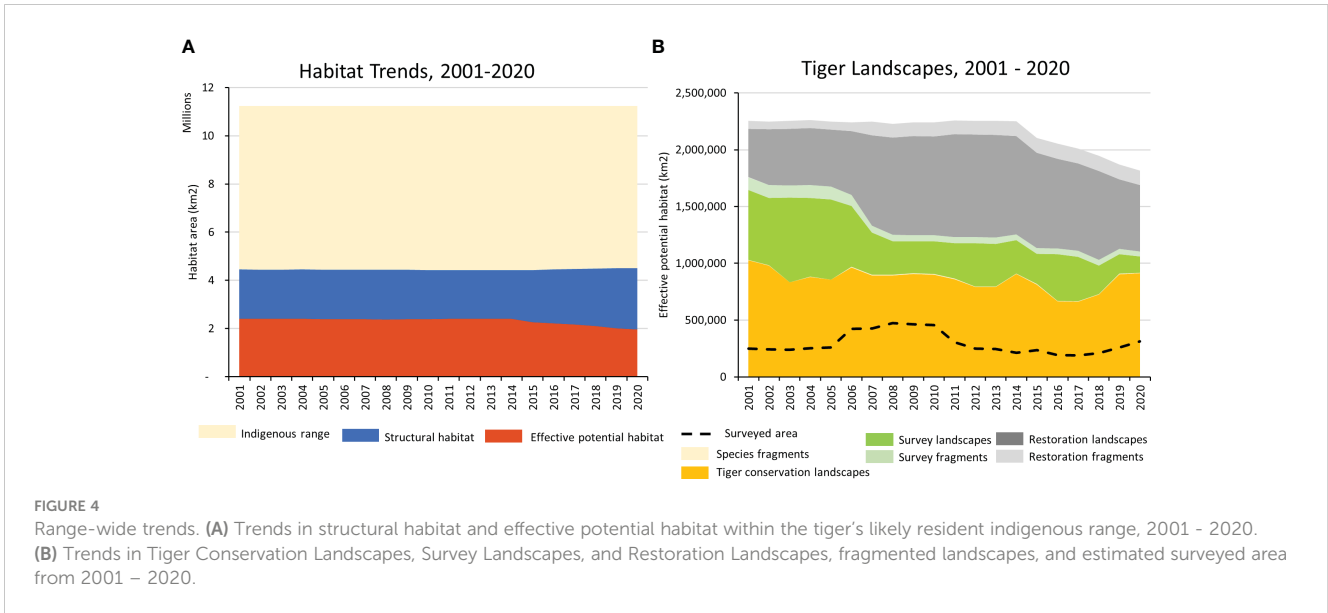 A
Habitat Trends, 2001-2020
Millions
Habitat area (km2)
12
10
8
6
4
2
-
2001 2002 2003 2004 2005 2006 2007 2008 2009 2010 2011 2012 2013 2014 2015 2016 2017 2018 2019 2020
Indigenous range Structural habitat Effective potential habitat
B
Tiger Landscapes, 2001 - 2020
Effective potential habitat (km2)
2,500,000
2,000,000
1,500,000
1,000,000
500,000
0
2001 2002 2003 2004 2005 2006 2007 2008 2009 2010 2011 2012 2013 2014 2015 2016 2017 2018 2019 2020
Surveyed area
Species fragments
Tiger conservation landscapes
Survey landscapes
Survey fragments
Restoration landscapes
Restoration fragments
FIGURE 4
Range-wide trends. (A) Trends in structural habitat and effective potential habitat within the tiger's likely resident indigenous range, 2001 - 2020.
(B) Trends in Tiger Conservation Landscapes, Survey Landscapes, and Restoration Landscapes, fragmented landscapes, and estimated surveyed area
from 2001 – 2020.